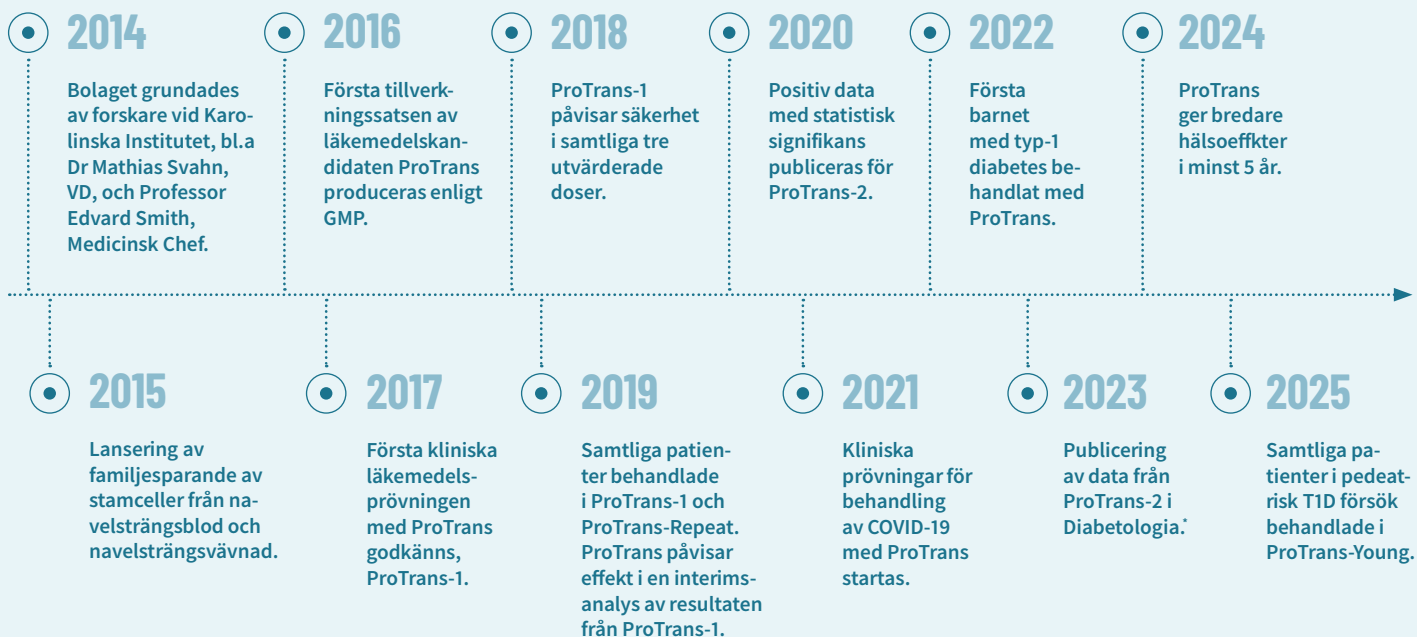 2014
Bolaget grundades
av forskare vid Karo-
linska Institutet, bl.a
Dr Mathias Svahn,
VD, och Professor
Edvard Smith,
Medicinsk Chef.
2016
Första tillverk-
ningssatsen av
läkemedelskan-
didaten ProTrans
produceras enligt
GMP.
2018
ProTrans-1
påvisar säkerhet
i samtliga tre
utvärderade
doser.
2020
Positiv data
med statistisk
signifikans
publiceras för
ProTrans-2.
2022
Första
barnet
med typ-1
diabetes be-
handlat med
ProTrans.
2024
ProTrans
ger bredare
hälsoeffkter
i minst 5 år.
2015
Lansering av
familjesparande av
stamceller från na-
velsträngsblod och
navelsträngsvävnad.
2017
Första kliniska
läkemedels-
prövningen
med ProTrans
godkänns,
ProTrans-1.
2019
Samtliga patien-
ter behandlade
i ProTrans-1 och
ProTrans-Repeat.
ProTrans påvisar
effekt i en interims-
analys av resultaten
från ProTrans-1.
2021
Kliniska
prövningar för
behandling
av COVID-19
med ProTrans
startas.
2023
Publicering
av data från
ProTrans-2 i
Diabetologia.*
2025
Samtliga pa-
tienter i pedeat-
risk T1D försök
behandlade i
ProTrans-Young.